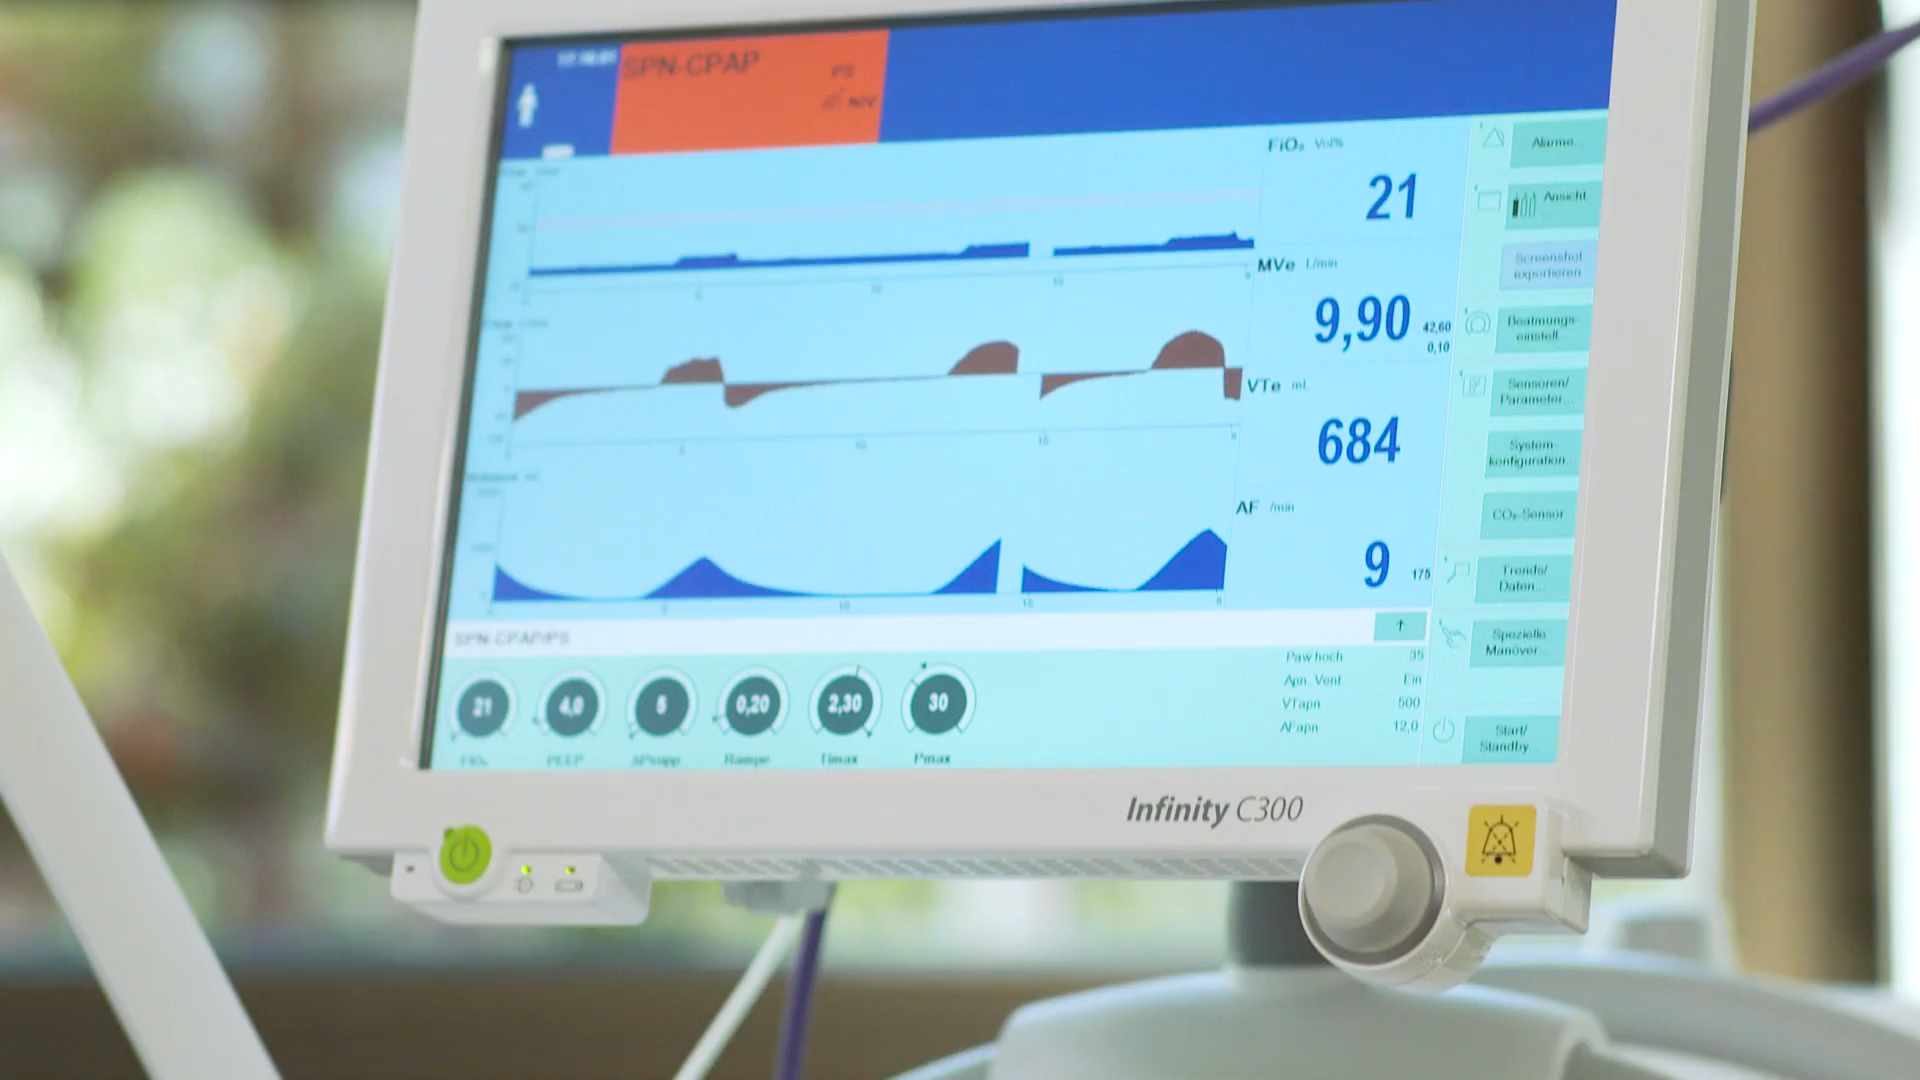 SPN-CPAP
PS
NIV
FiO₂ Vol%
21
MVe L/min
9,90
42,60
0,10
VTe mL
684
AF /min
9
175
Alarme...
Ansicht
...
Screenshot
exportieren
Beatmungs-
einstell...
Sensoren/
Parameter...
System-
konfiguration...
CO₂-Sensor
Trends/
Daten...
Spezielle
Manöver...
Start/
Standby...
SPN-CPAP/PS
21
4,0
5
0,20
2,30
30
FiO₂
PEEP
ΔPsupp
Rampe
Timax
Pmax
Paw hoch 35
Apn. Vent. Ein
VTapn 500
AFapn 12,0
Infinity C300